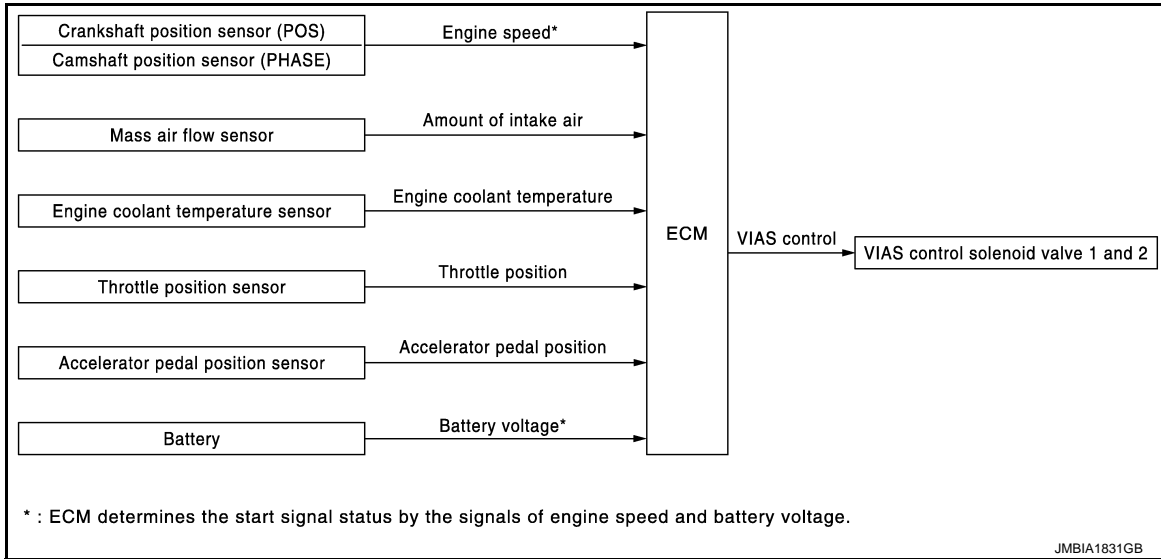 Crankshaft position sensor (POS)
Engine speed*
Camshaft position sensor (PHASE)
Mass air flow sensor
Amount of intake air
Engine coolant temperature sensor
Engine coolant temperature
ECM
VIAS control
VIAS control solenoid valve 1 and 2
Throttle position sensor
Throttle position
Accelerator pedal position sensor
Accelerator pedal position
Battery
Battery voltage*
* : ECM determines the start signal status by the signals of engine speed and battery voltage.
JMBIA1831GB